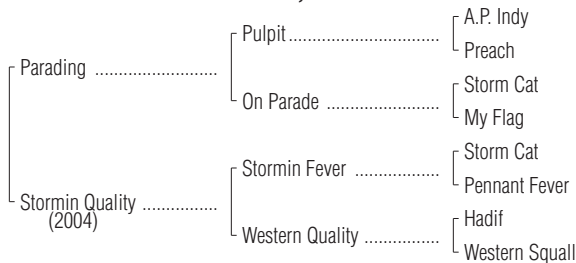 A.P. Indy
Pulpit
Preach
Parading
Storm Cat
On Parade
My Flag
Storm Cat
Stormin Fever
Pennant Fever
Stormin Quality
(2004)
Hadif
Western Quality
Western Squall